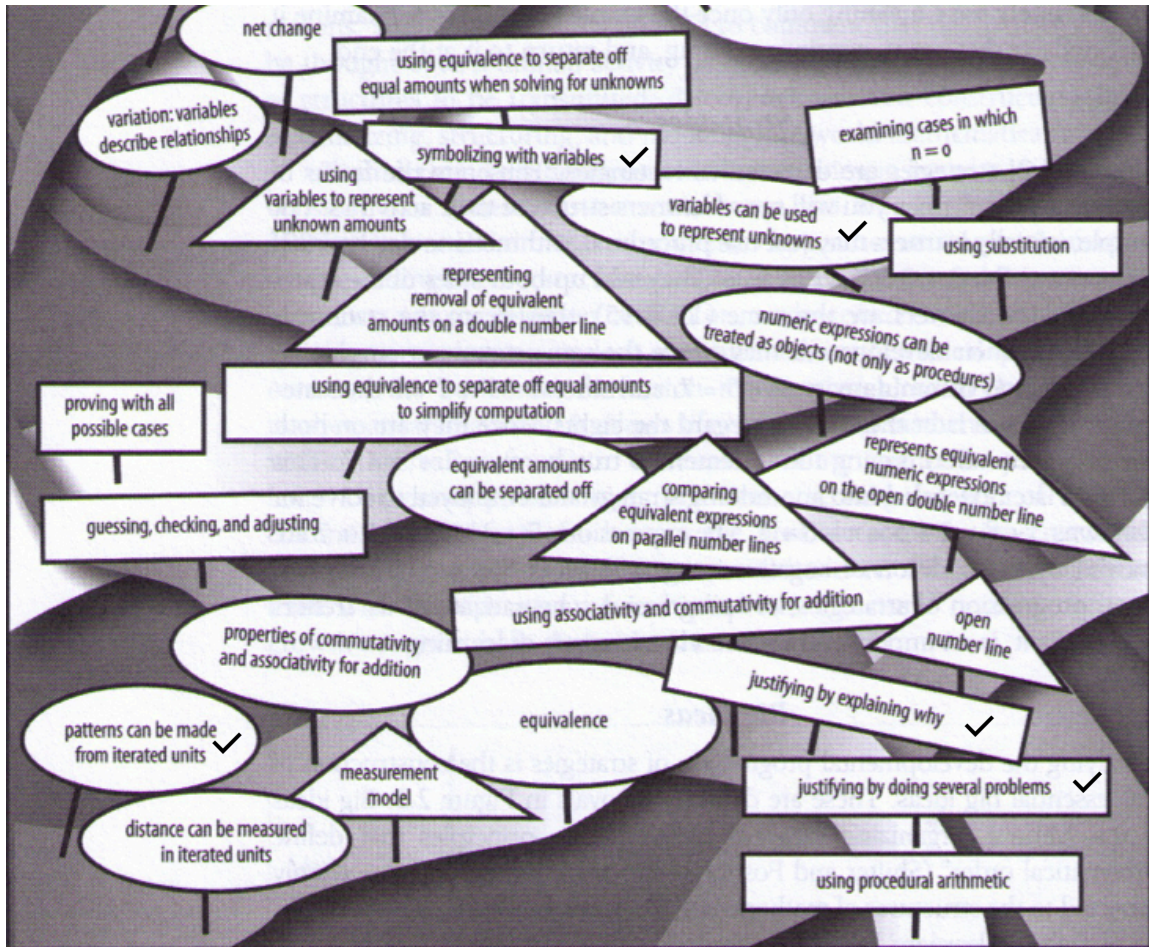 net change
using equivalence to separate off
equal amounts when solving for unknowns
variation: variables
describe relationships
examining cases in which
n = 0
symbolizing with variables
using
variables to represent
unknown amounts
variables can be used
to represent unknowns
using substitution
representing
removal of equivalent
amounts on a double number line
numeric expressions can be
treated as objects (not only as procedures)
using equivalence to separate off equal amounts
to simplify computation
proving with all
possible cases
represents equivalent
numeric expressions
on the open double number line
equivalent amounts
can be separated off
comparing
equivalent expressions
on parallel number lines
guessing, checking, and adjusting
using associativity and commutativity for addition
open
number line
properties of commutativity
and associativity for addition
justifying by explaining why
equivalence
patterns can be made
from iterated units
measurement
model
justifying by doing several problems
distance can be measured
in iterated units
using procedural arithmetic